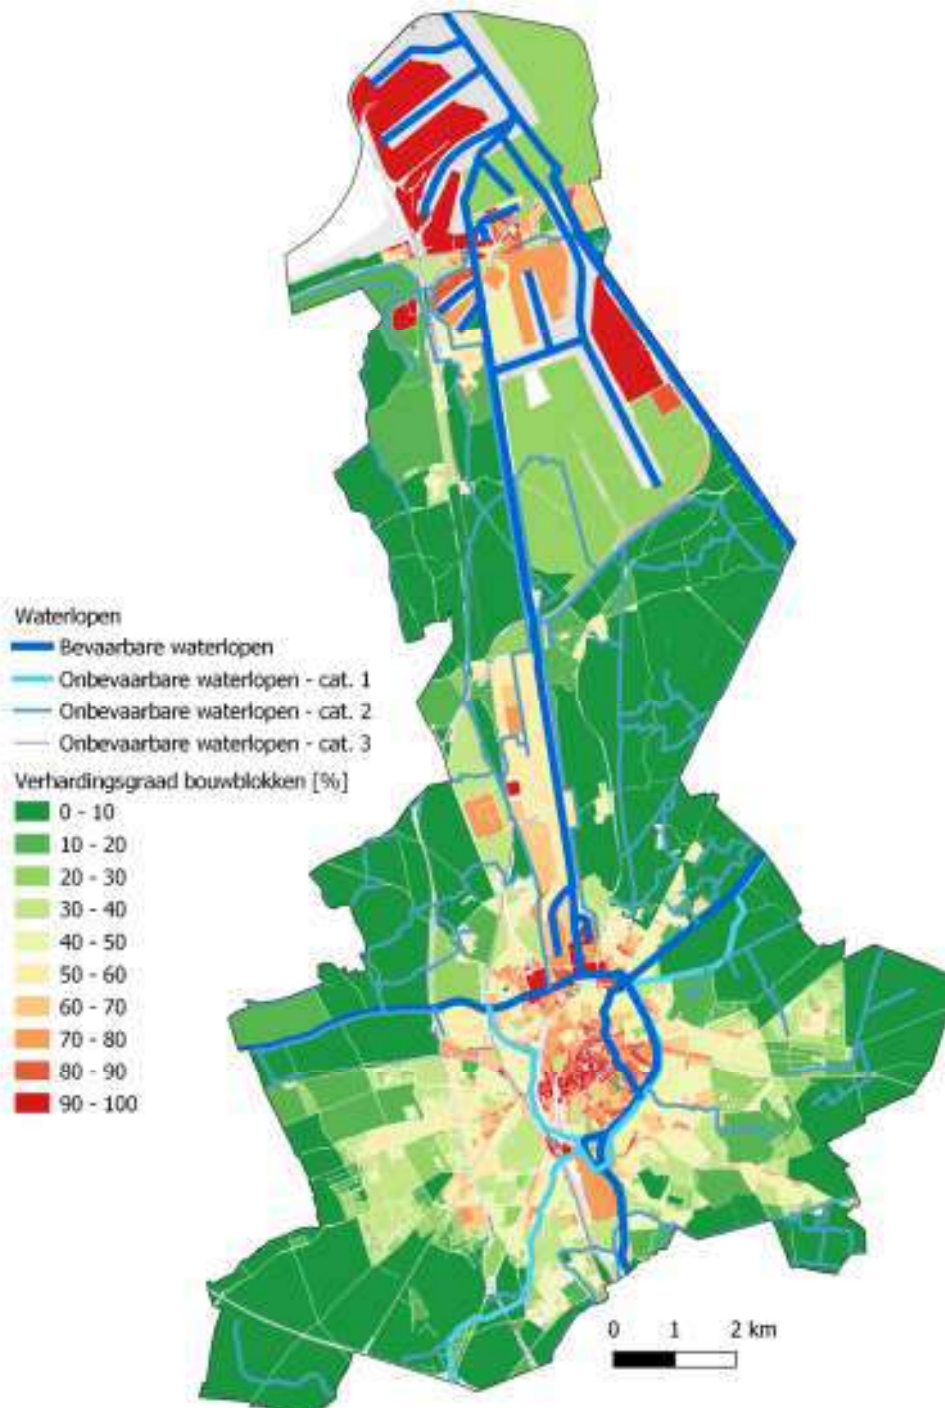 Waterlopen
Bevaarbare waterlopen
Onbevaarbare waterlopen - cat. 1
Onbevaarbare waterlopen - cat. 2
Onbevaarbare waterlopen - cat. 3
Verhardingsgraad bouwblokken [%]
0 - 10
10 - 20
20 - 30
30 - 40
40 - 50
50 - 60
60 - 70
70 - 80
80 - 90
90 - 100
0 1 2 km